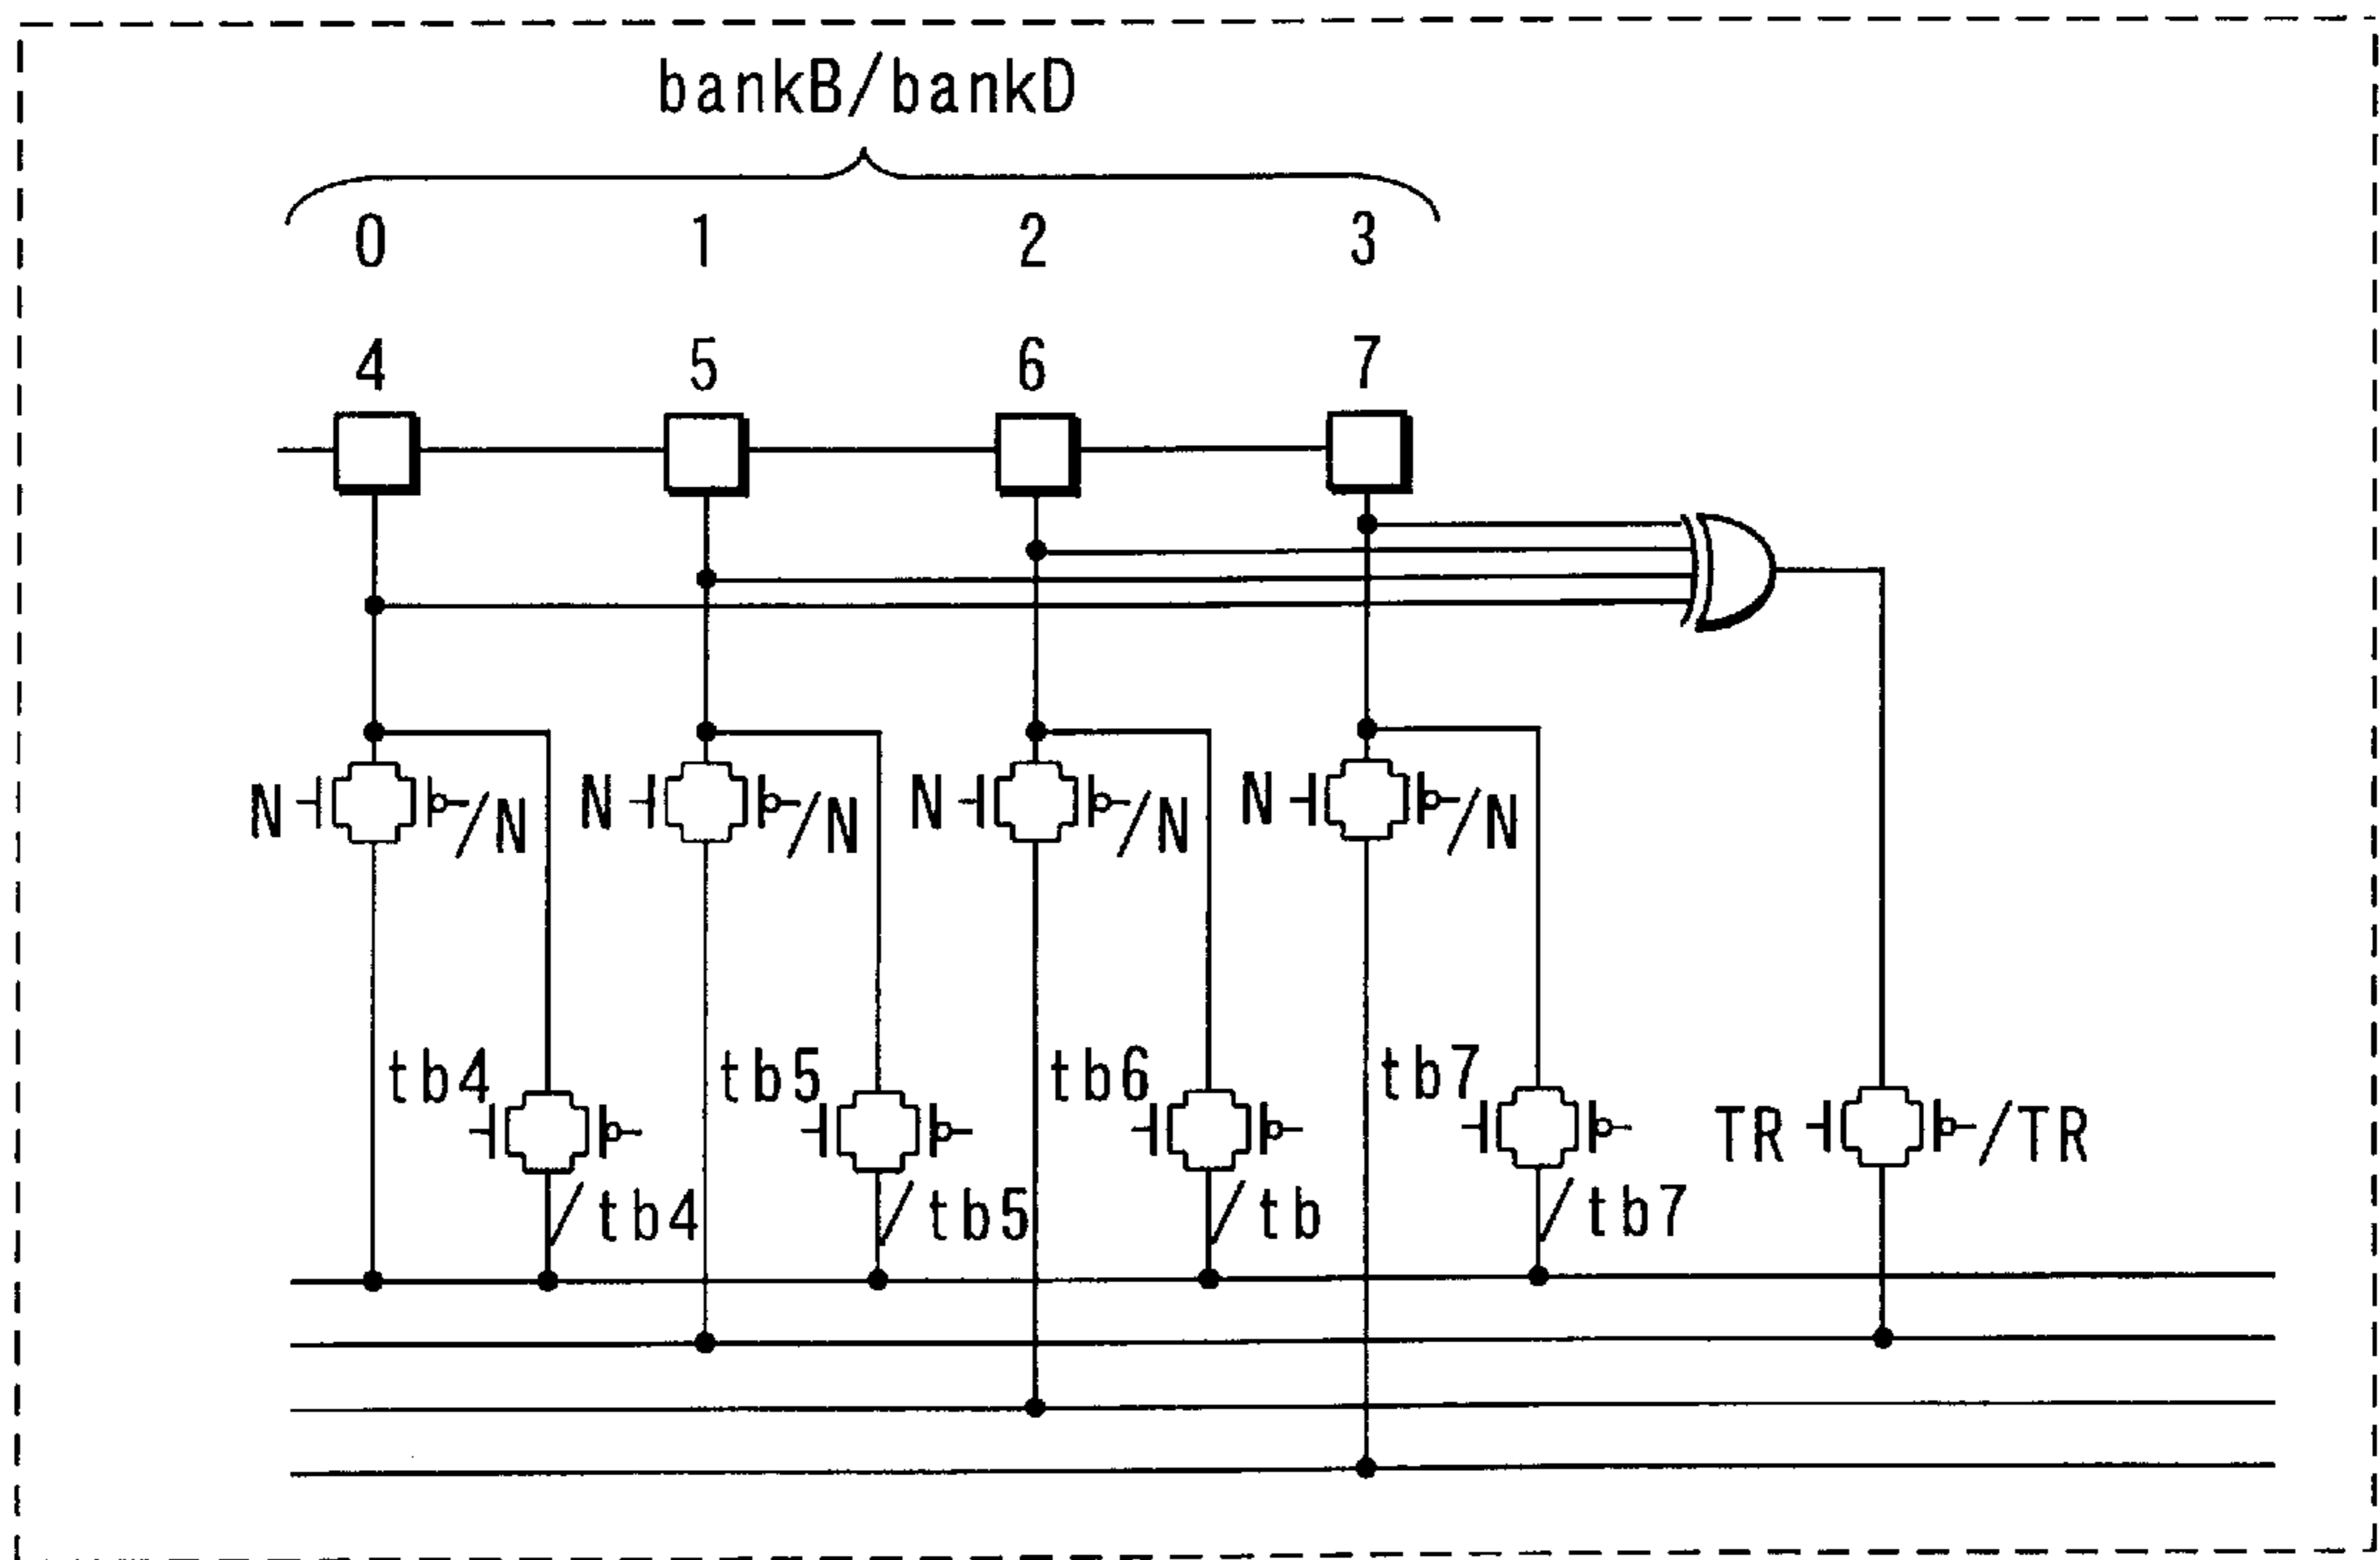 bankB/bankD
0 1 2 3
4 5 6 7
N /N N /N N /N N /N
tb4 tb5 tb6 tb7
TR /TR
/tb4 /tb5 /tb /tb7